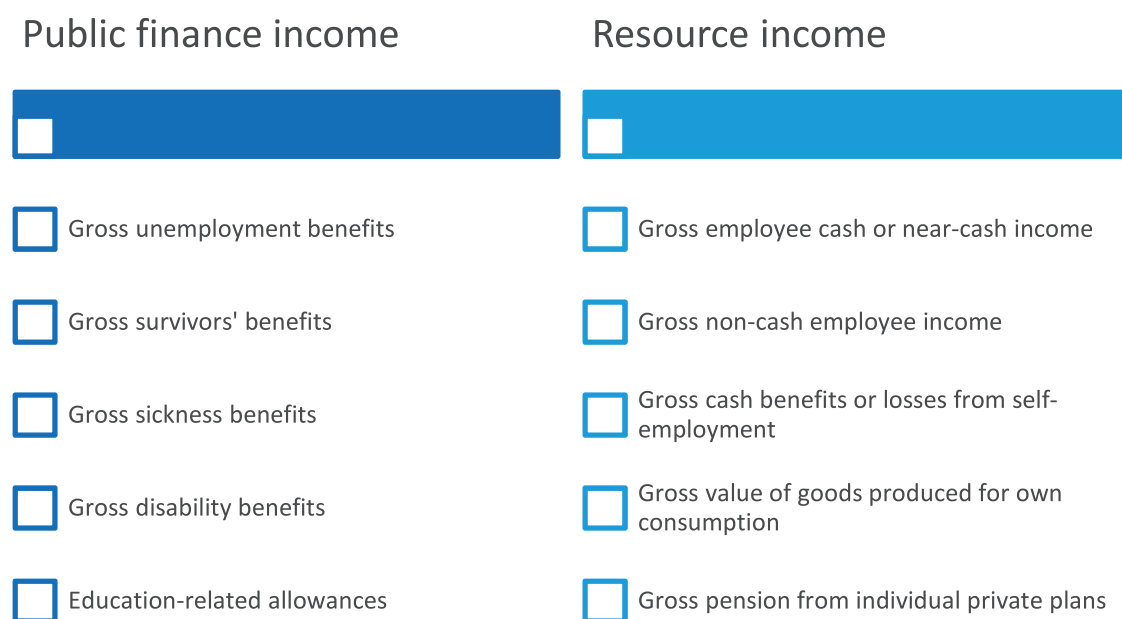 Public finance income
Gross unemployment benefits
Gross survivors' benefits
Gross sickness benefits
Gross disability benefits
Education-related allowances
Resource income
Gross employee cash or near-cash income
Gross non-cash employee income
Gross cash benefits or losses from self-
employment
Gross value of goods produced for own
consumption
Gross pension from individual private plans